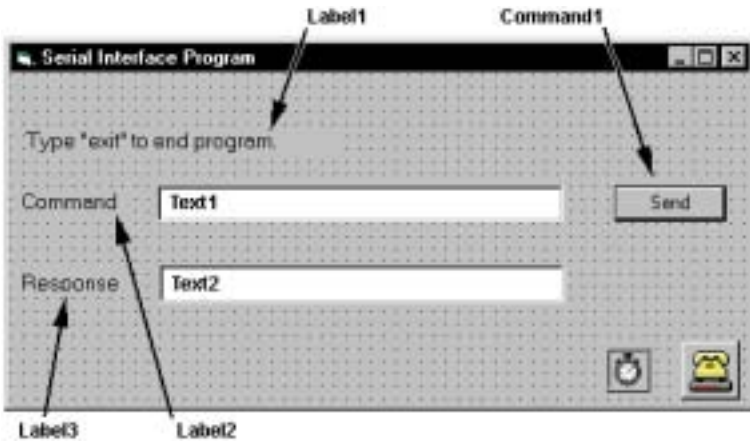 Label1 Command1
Serial Interface Program
Type "exit" to end program.
Command Text1 Send
Response Text2
Label3 Label2